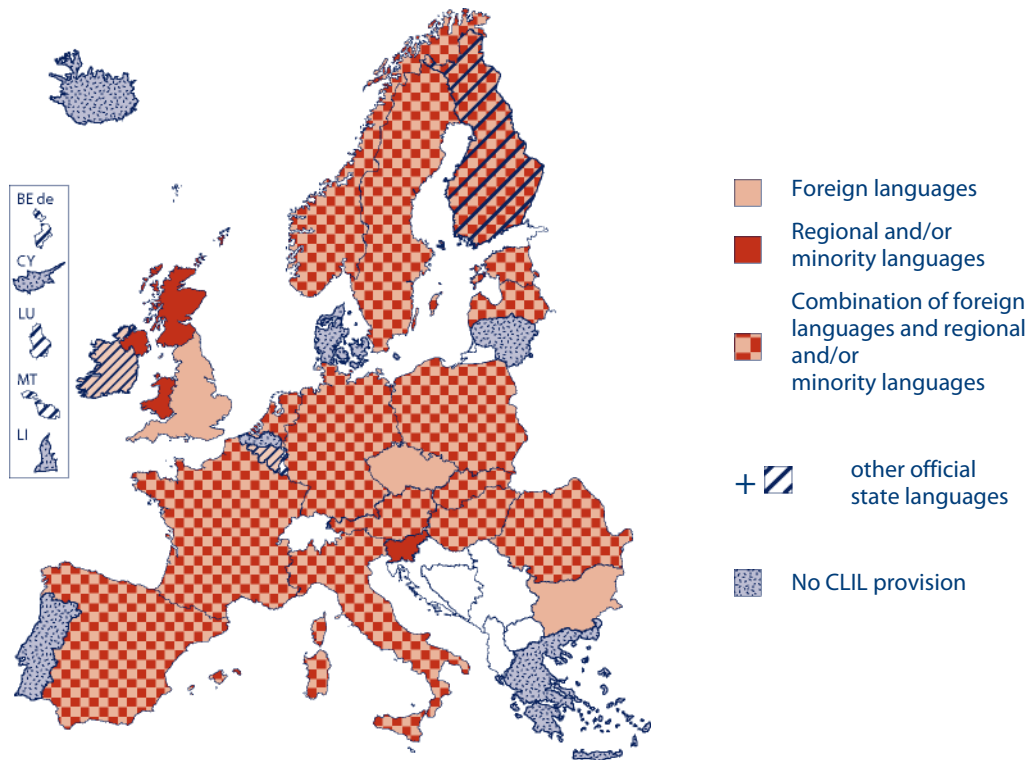 BE de
CY
LU
MT
LI
Foreign languages
Regional and/or
minority languages
Combination of foreign
languages and regional
and/or
minority languages
+
other official
state languages
No CLIL provision